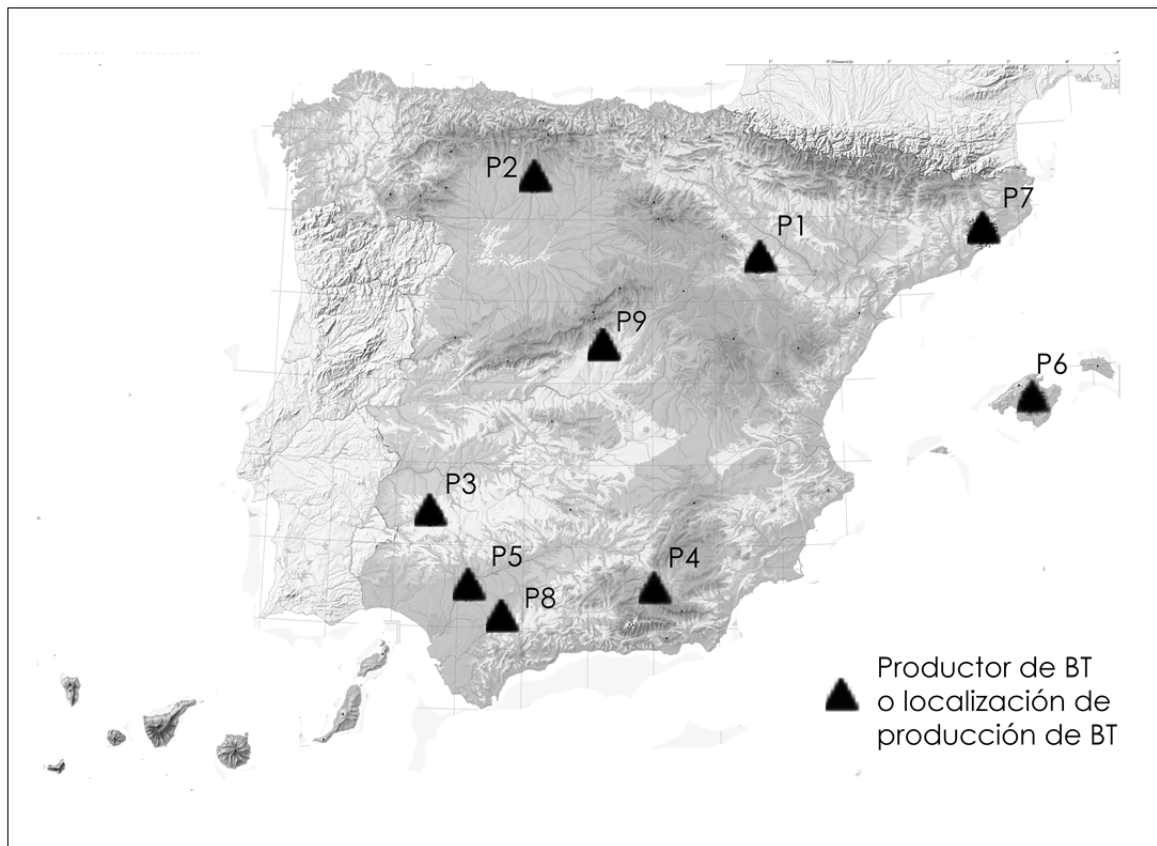 P2
P7
P1
P9
P6
P3
P5
P4
P8
Productor de BT
o localización de
producción de BT